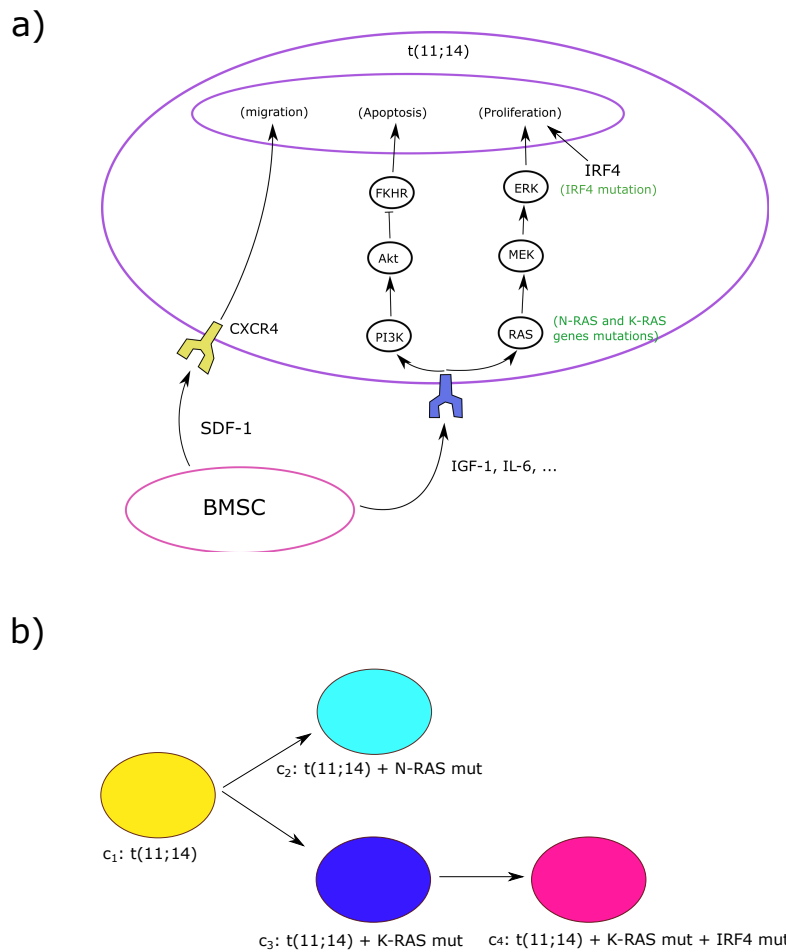 a)
t(11;14)
(migration)
(Apoptosis)
(Proliferation)
IRF4
(IRF4 mutation)
FKHR
ERK
Akt
MEK
CXCR4
PI3K
RAS
(N-RAS and K-RAS
genes mutations)
SDF-1
IGF-1, IL-6, ...
BMSC
b)
c₂: t(11;14) + N-RAS mut
c₁: t(11;14)
c₃: t(11;14) + K-RAS mut
c₄: t(11;14) + K-RAS mut + IRF4 mut